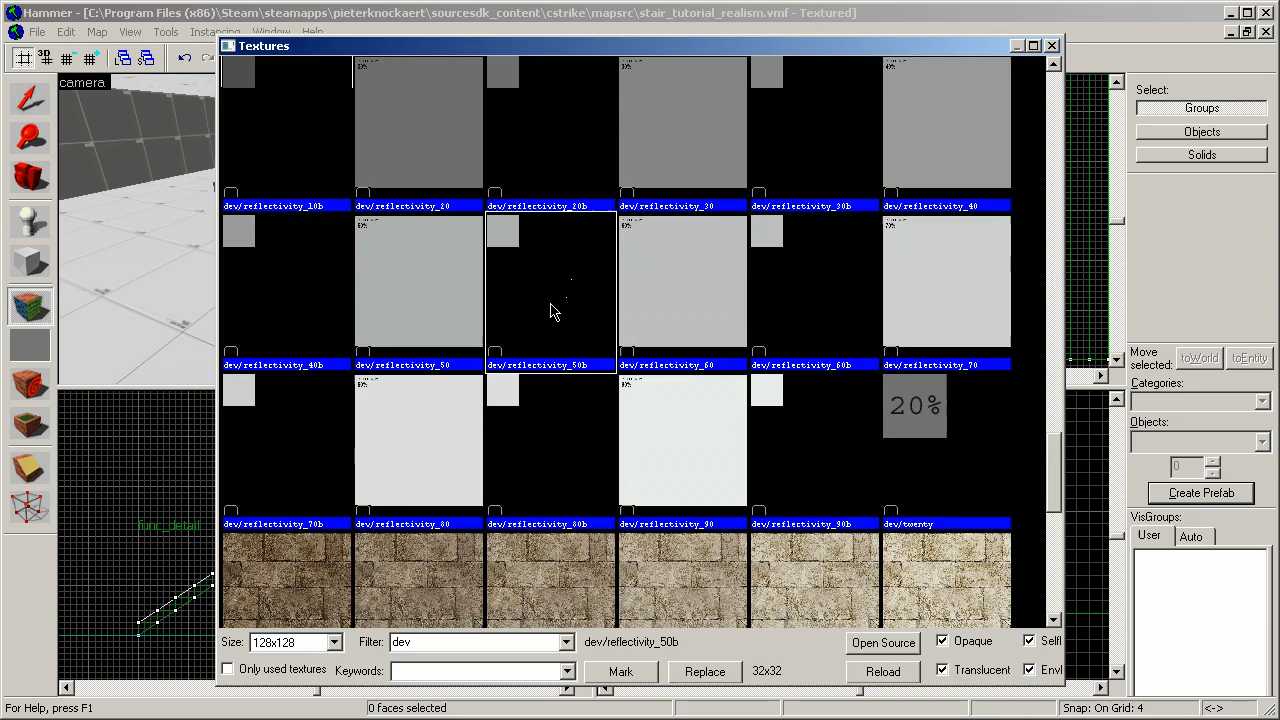 Hammer - [C:\Program Files (x86)\Steam\steamapps\pieterknockaert\sourcesdk_content\cstrike\mapsrc\stair_tutorial_realism.vmf - Textured]
File Edit View Map Tools Instancing
Textures
camera
Select:
Groups
Objects
Solids
dev/reflectivity_10b dev/reflectivity_20 dev/reflectivity_20b dev/reflectivity_30 dev/reflectivity_30b dev/reflectivity_40
dev/reflectivity_40b dev/reflectivity_50 dev/reflectivity_50b dev/reflectivity_60 dev/reflectivity_60b dev/reflectivity_70
Move selected:
toWorld toEntity
Categories:
20%
Objects:
0
Create Prefab
dev/reflectivity_70b dev/reflectivity_80 dev/reflectivity_80b dev/reflectivity_90 dev/reflectivity_90b dev/twenty
func_detail
VisGroups:
User Auto
Size: 128x128 Filter: dev dev/reflectivity_50b Open Source Opaque SelfI
Only used textures Keywords: Mark Replace 32x32 Reload Translucent Envl
For Help, press F1 0 faces selected Snap: On Grid: 4 <->